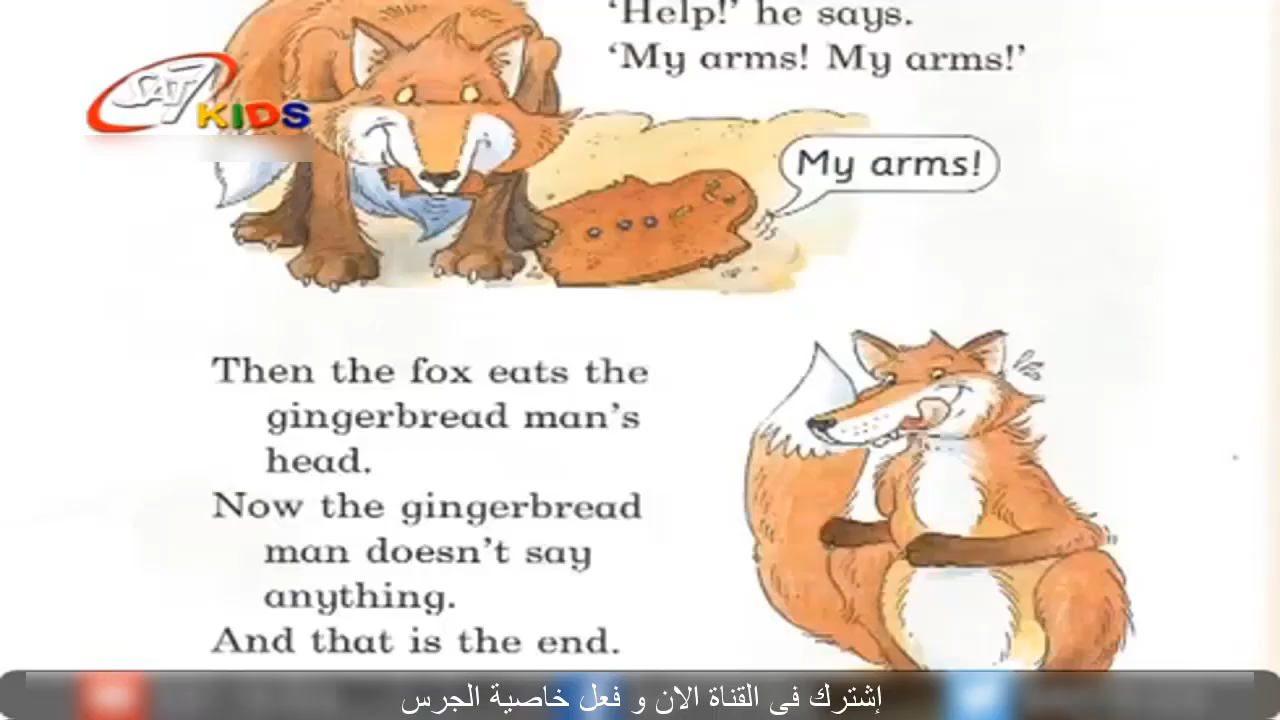 'Help!' he says.
'My arms! My arms!'
SAT7
KIDS
My arms!
Then the fox eats the
gingerbread man's
head.
Now the gingerbread
man doesn't say
anything.
And that is the end.
إشترك فى القناة الان و فعل خاصية الجرس